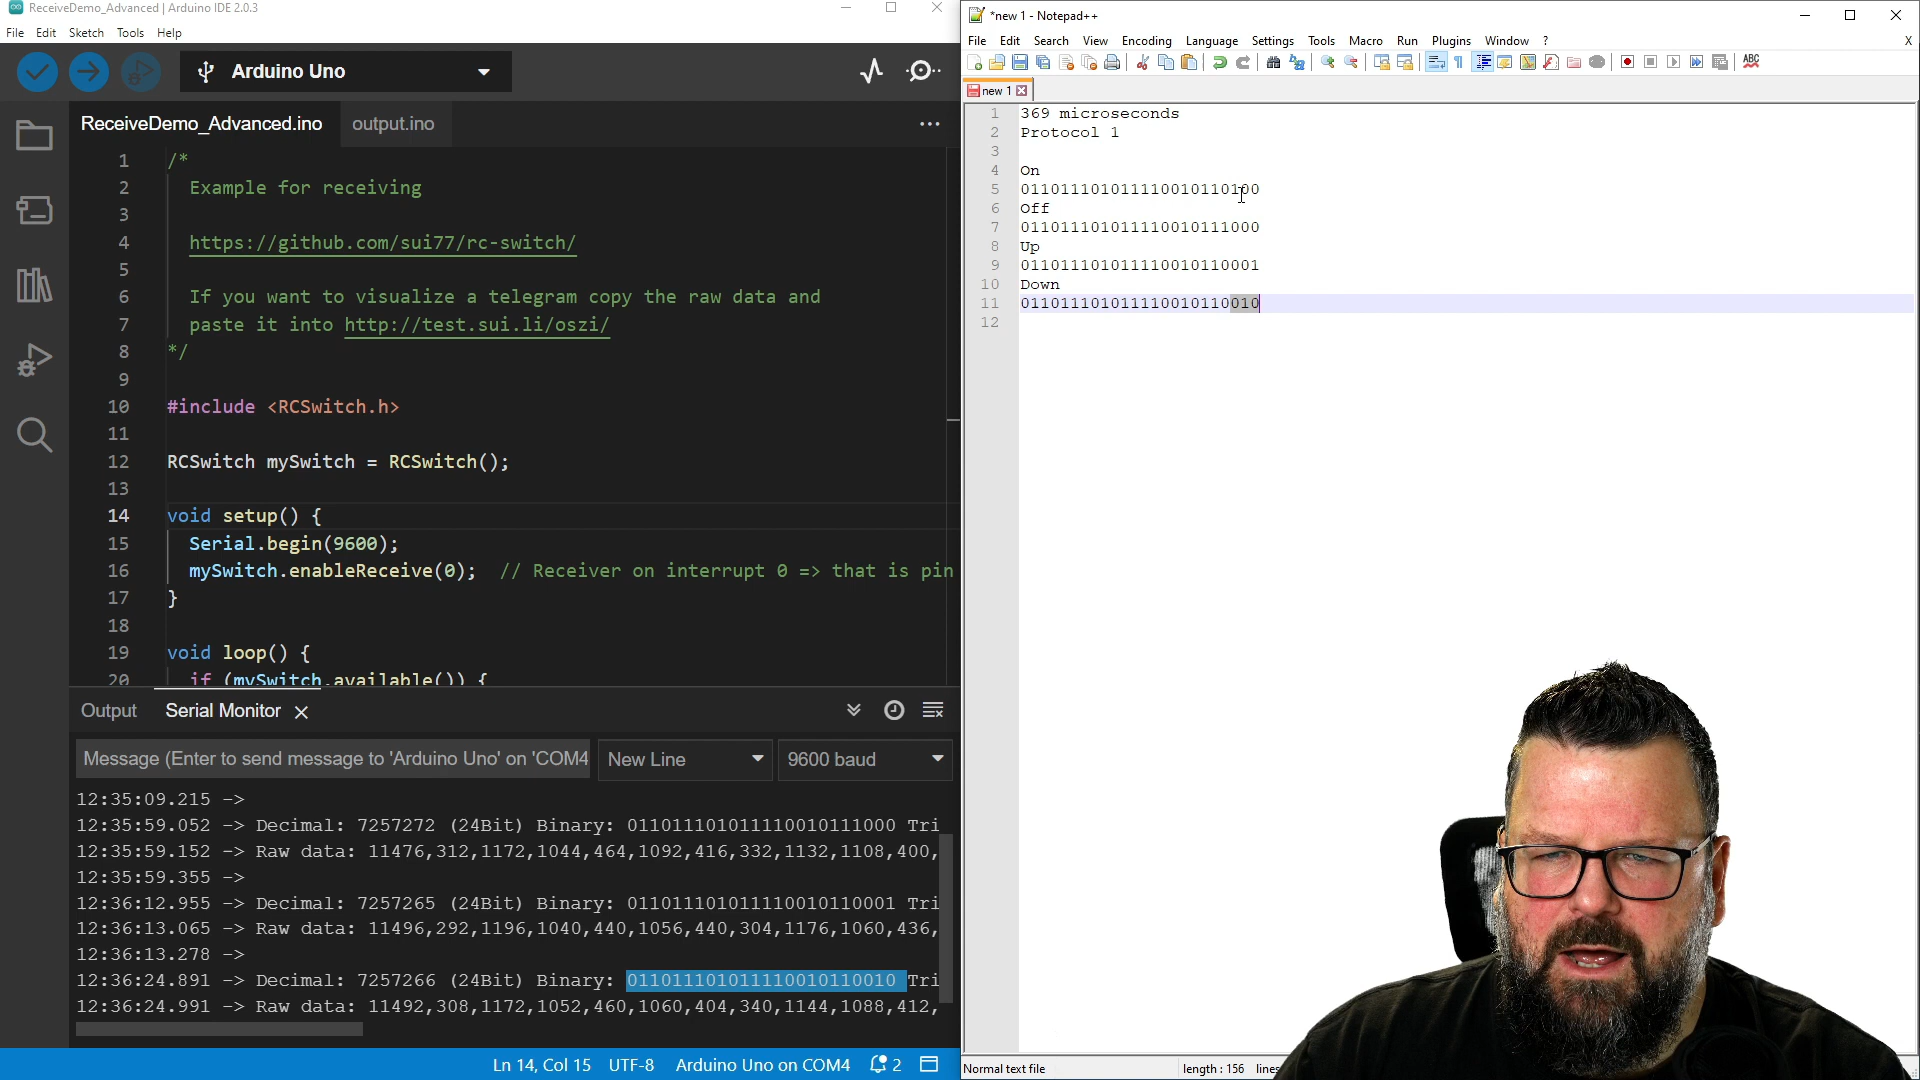 ReceiveDemo_Advanced | Arduino IDE 2.0.3
File Edit Sketch Tools Help
Arduino Uno
ReceiveDemo_Advanced.ino output.ino
1 /*
2 Example for receiving
3
4 https://github.com/sui77/rc-switch/
5
6 If you want to visualize a telegram copy the raw data and
7 paste it into http://test.sui.li/oszi/
8 */
9
10 #include <RCSwitch.h>
11
12 RCSwitch mySwitch = RCSwitch();
13
14 void setup() {
15 Serial.begin(9600);
16 mySwitch.enableReceive(0); // Receiver on interrupt 0 => that is pin
17 }
18
19 void loop() {
20 if (mySwitch.available()) {
Output Serial Monitor
Message (Enter to send message to 'Arduino Uno' on 'COM4 New Line 9600 baud
12:35:09.215 ->
12:35:59.052 -> Decimal: 7257272 (24Bit) Binary: 011011101011110010111000 Tri
12:35:59.152 -> Raw data: 11476,312,1172,1044,464,1092,416,332,1132,1108,400,
12:35:59.355 ->
12:36:12.955 -> Decimal: 7257265 (24Bit) Binary: 011011101011110010110001 Tri
12:36:13.065 -> Raw data: 11496,292,1196,1040,440,1056,440,304,1176,1060,436,
12:36:13.278 ->
12:36:24.891 -> Decimal: 7257266 (24Bit) Binary: 011011101011110010110010 Tri
12:36:24.991 -> Raw data: 11492,308,1172,1052,460,1060,404,340,1144,1088,412,
Ln 14, Col 15 UTF-8 Arduino Uno on COM4 2
*new 1 - Notepad++
File Edit Search View Encoding Language Settings Tools Macro Run Plugins Window ? X
ABC
new 1
1 369 microseconds
2 Protocol 1
3
4 On
5 011011101011110010110100
6 Off
7 011011101011110010111000
8 Up
9 011011101011110010110001
10 Down
11 011011101011110010110010
12
Normal text file length : 156 lines